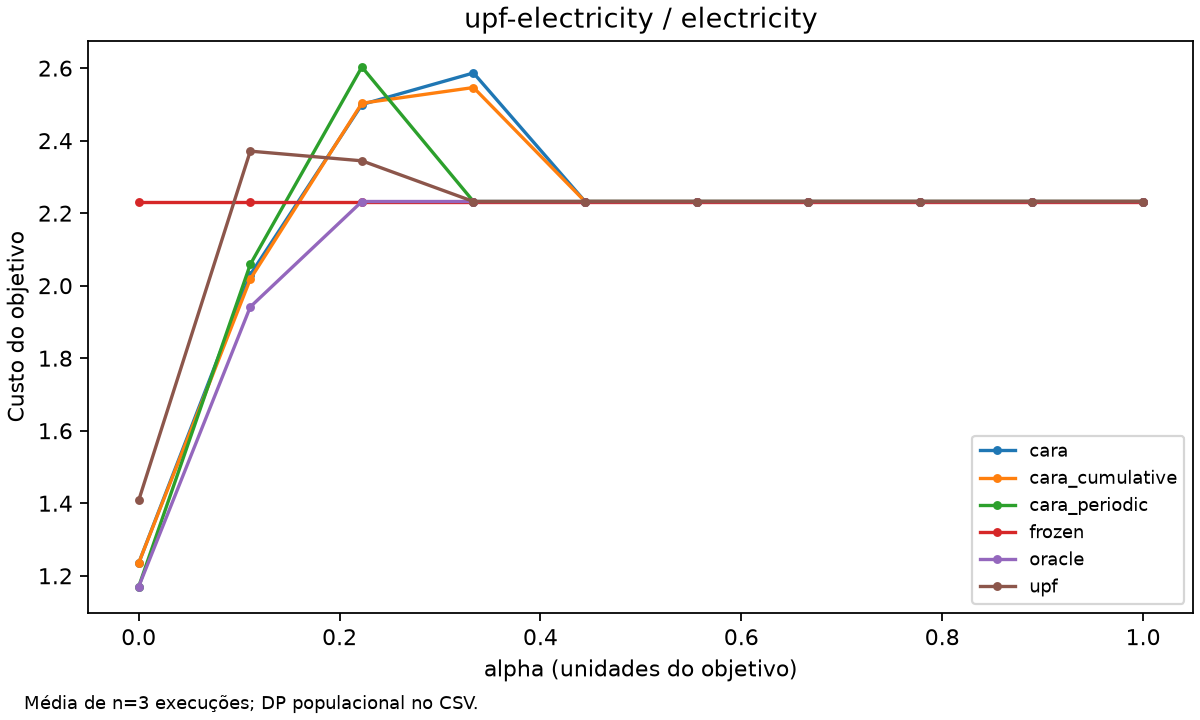 upf-electricity / electricity
Custo do objetivo
2.6
2.4
2.2
2.0
1.8
1.6
1.4
1.2
cara
cara_cumulative
cara_periodic
frozen
oracle
upf
0.0 0.2 0.4 0.6 0.8 1.0
alpha (unidades do objetivo)
Média de n=3 execuções; DP populacional no CSV.